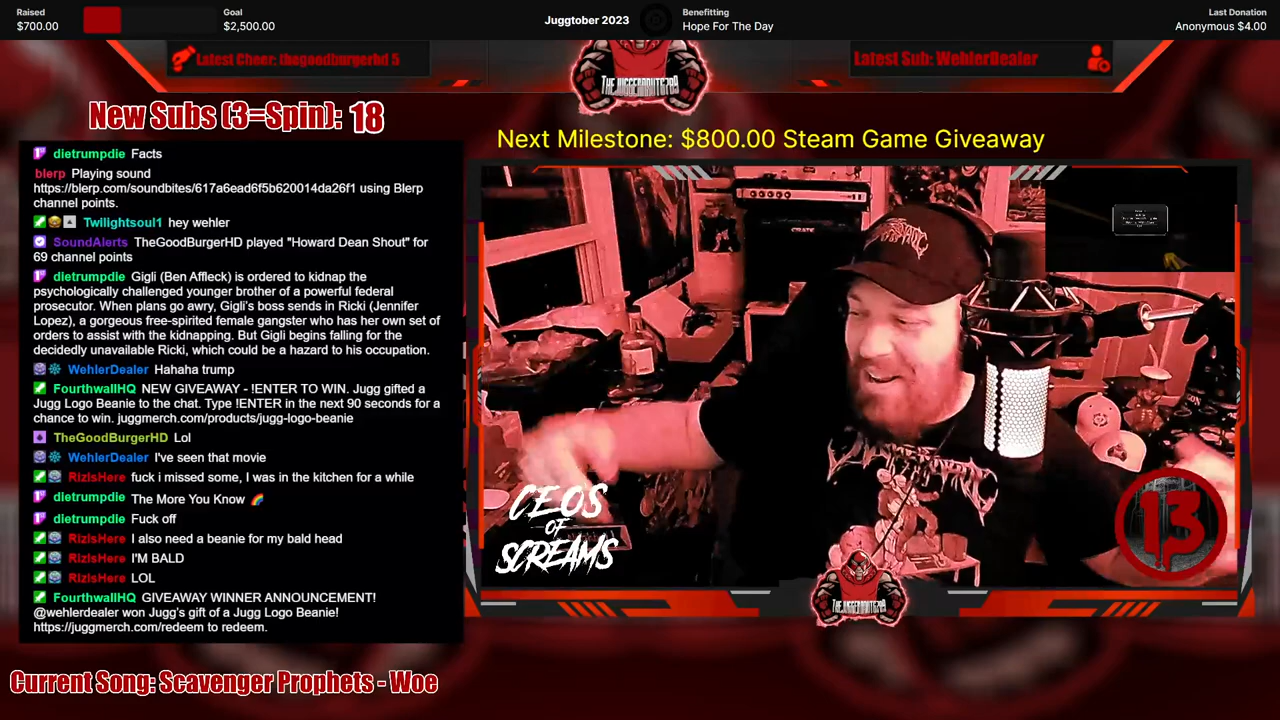 Raised
$700.00
Goal
$2,500.00
Juggtober 2023
Benefitting
Hope For The Day
Last Donation
Anonymous $4.00
Latest Cheer: thegoodburgerhd 5
THEJUGGERNAUT0789
Latest Sub: WehlerDealer
New Subs (3=Spin): 18
Next Milestone: $800.00 Steam Game Giveaway
dietrumpdie Facts
blerp Playing sound
https://blerp.com/soundbites/617a6ead6f5b620014da26f1 using Blerp
channel points.
Twilightsoul1 hey wehler
SoundAlerts TheGoodBurgerHD played "Howard Dean Shout" for
69 channel points
dietrumpdie Gigli (Ben Affleck) is ordered to kidnap the
psychologically challenged younger brother of a powerful federal
prosecutor. When plans go awry, Gigli's boss sends in Ricki (Jennifer
Lopez), a gorgeous free-spirited female gangster who has her own set of
orders to assist with the kidnapping. But Gigli begins falling for the
decidedly unavailable Ricki, which could be a hazard to his occupation.
WehlerDealer Hahaha trump
FourthwallHQ NEW GIVEAWAY - !ENTER TO WIN. Jugg gifted a
Jugg Logo Beanie to the chat. Type !ENTER in the next 90 seconds for a
chance to win. juggmerch.com/products/jugg-logo-beanie
TheGoodBurgerHD Lol
WehlerDealer I've seen that movie
RizIsHere fuck i missed some, I was in the kitchen for a while
dietrumpdie The More You Know 🌈
dietrumpdie Fuck off
RizIsHere I also need a beanie for my bald head
RizIsHere I'M BALD
RizIsHere LOL
FourthwallHQ GIVEAWAY WINNER ANNOUNCEMENT!
@wehlerdealer won Jugg's gift of a Jugg Logo Beanie!
https://juggmerch.com/redeem to redeem.
CRATE
CEOS
OF
SCREAMS
13
Current Song: Scavenger Prophets - Woe